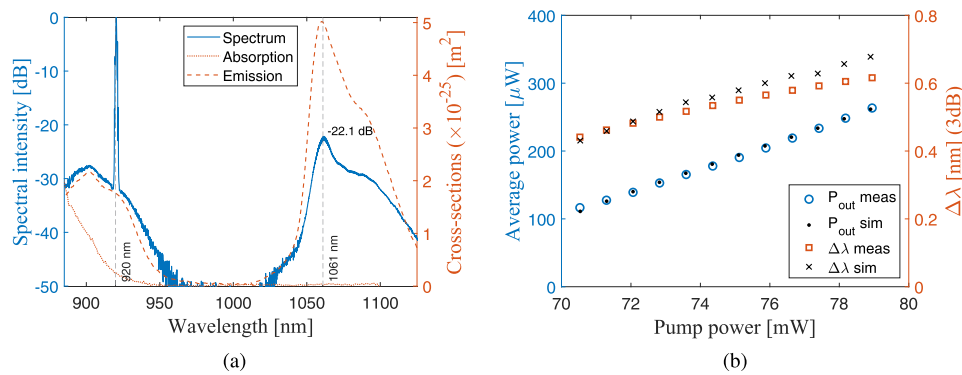 0
-10
-20
-30
-40
-50
Spectral intensity [dB]
900
950
1000
1050
1100
Wavelength [nm]
0
1
2
3
4
5
Cross-sections (×10⁻²⁵) [m²]
Spectrum
Absorption
Emission
-22.1 dB
920 nm
1061 nm
(a)
400
300
200
100
0
Average power [μW]
70
72
74
76
78
80
Pump power [mW]
0.8
0.6
0.4
0.2
0
Δλ [nm] (3dB)
P_out meas
P_out sim
Δλ meas
Δλ sim
(b)